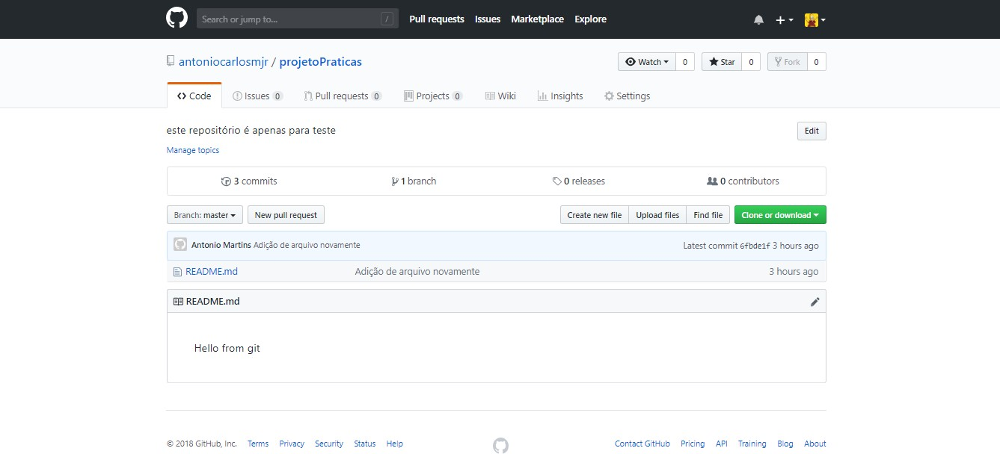 Search or jump to... / Pull requests Issues Marketplace Explore
antoniocarlosmjr / projetoPraticas Watch 0 Star 0 Fork 0
Code Issues 0 Pull requests 0 Projects 0 Wiki Insights Settings
este repositório é apenas para teste Edit
Manage topics
3 commits 1 branch 0 releases 0 contributors
Branch: master New pull request Create new file Upload files Find file Clone or download
Antonio Martins Adição de arquivo novamente Latest commit 6fbde1f 3 hours ago
README.md Adição de arquivo novamente 3 hours ago
README.md
Hello from git
© 2018 GitHub, Inc. Terms Privacy Security Status Help Contact GitHub Pricing API Training Blog About